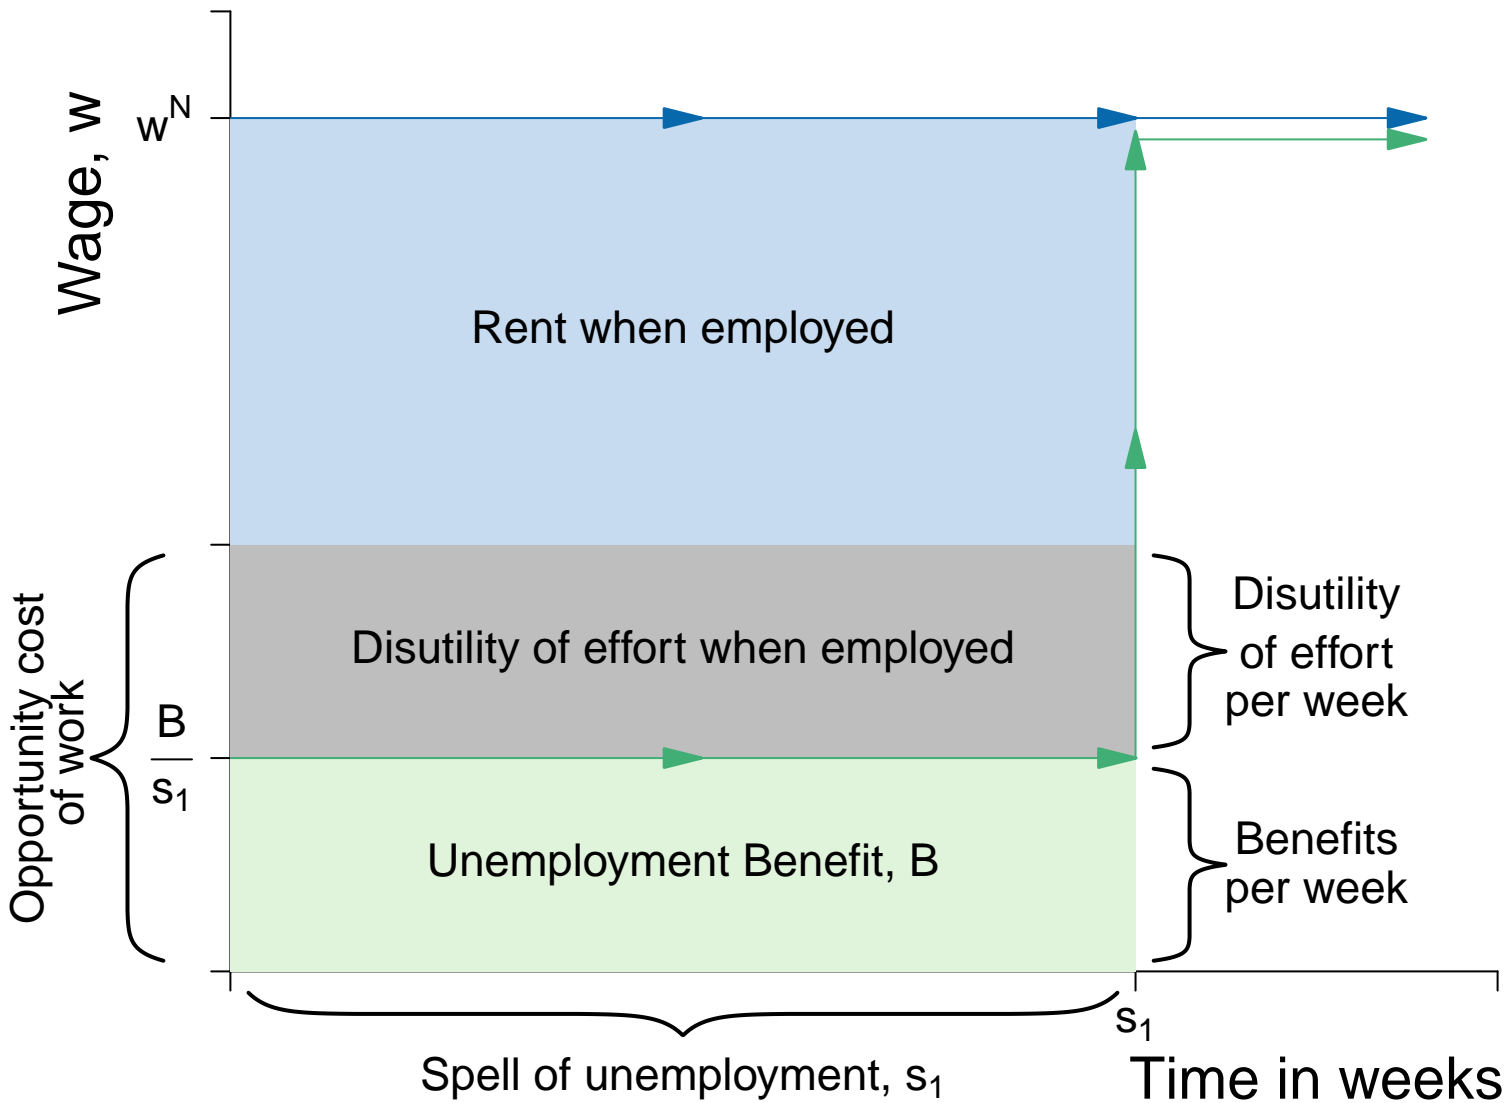 Wage, w
w^N
Rent when employed
Disutility of effort when employed
Disutility
of effort
per week
Opportunity cost
of work
B
s₁
Unemployment Benefit, B
Benefits
per week
s₁
Spell of unemployment, s₁
Time in weeks